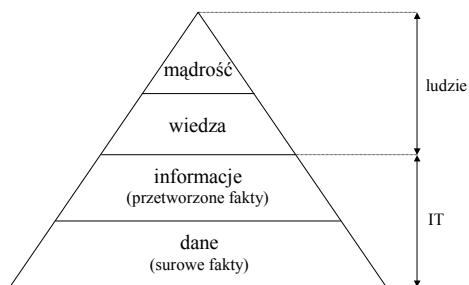 mądrość
ludzie
wiedza
informacje
(przetworzone fakty)
IT
dane
(surowe fakty)